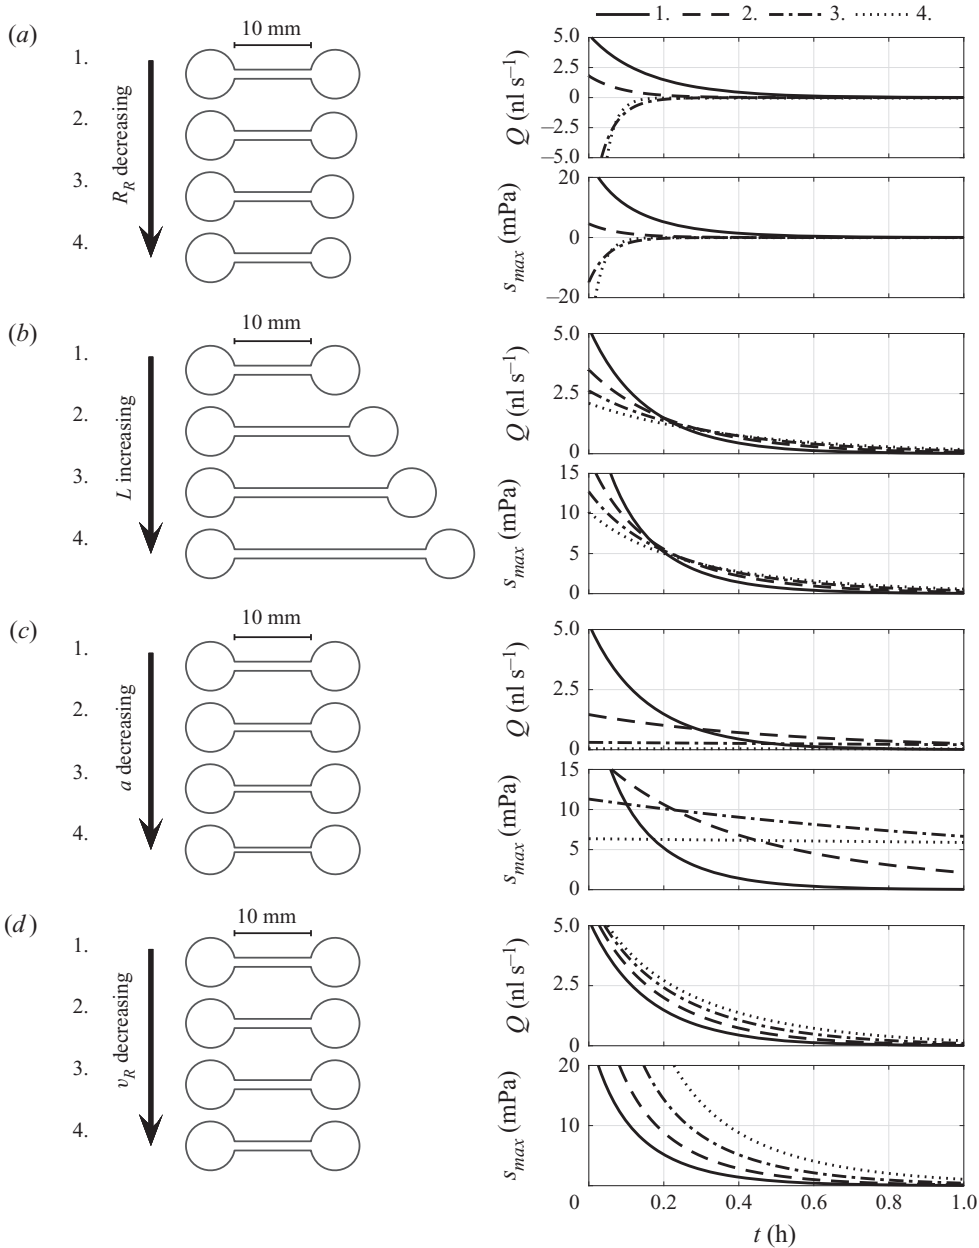 1. 2. 3. 4.
(a)
10 mm
1.
2.
3.
4.
R_R decreasing
5.0
2.5
0
−2.5
−5.0
Q (nl s⁻¹)
20
0
−20
s_max (mPa)
(b)
10 mm
1.
2.
3.
4.
L increasing
5.0
2.5
0
Q (nl s⁻¹)
15
10
5
0
s_max (mPa)
(c)
10 mm
1.
2.
3.
4.
a decreasing
5.0
2.5
0
Q (nl s⁻¹)
15
10
5
0
s_max (mPa)
(d)
10 mm
1.
2.
3.
4.
v_R decreasing
5.0
2.5
0
Q (nl s⁻¹)
20
10
s_max (mPa)
0 0.2 0.4 0.6 0.8 1.0
t (h)